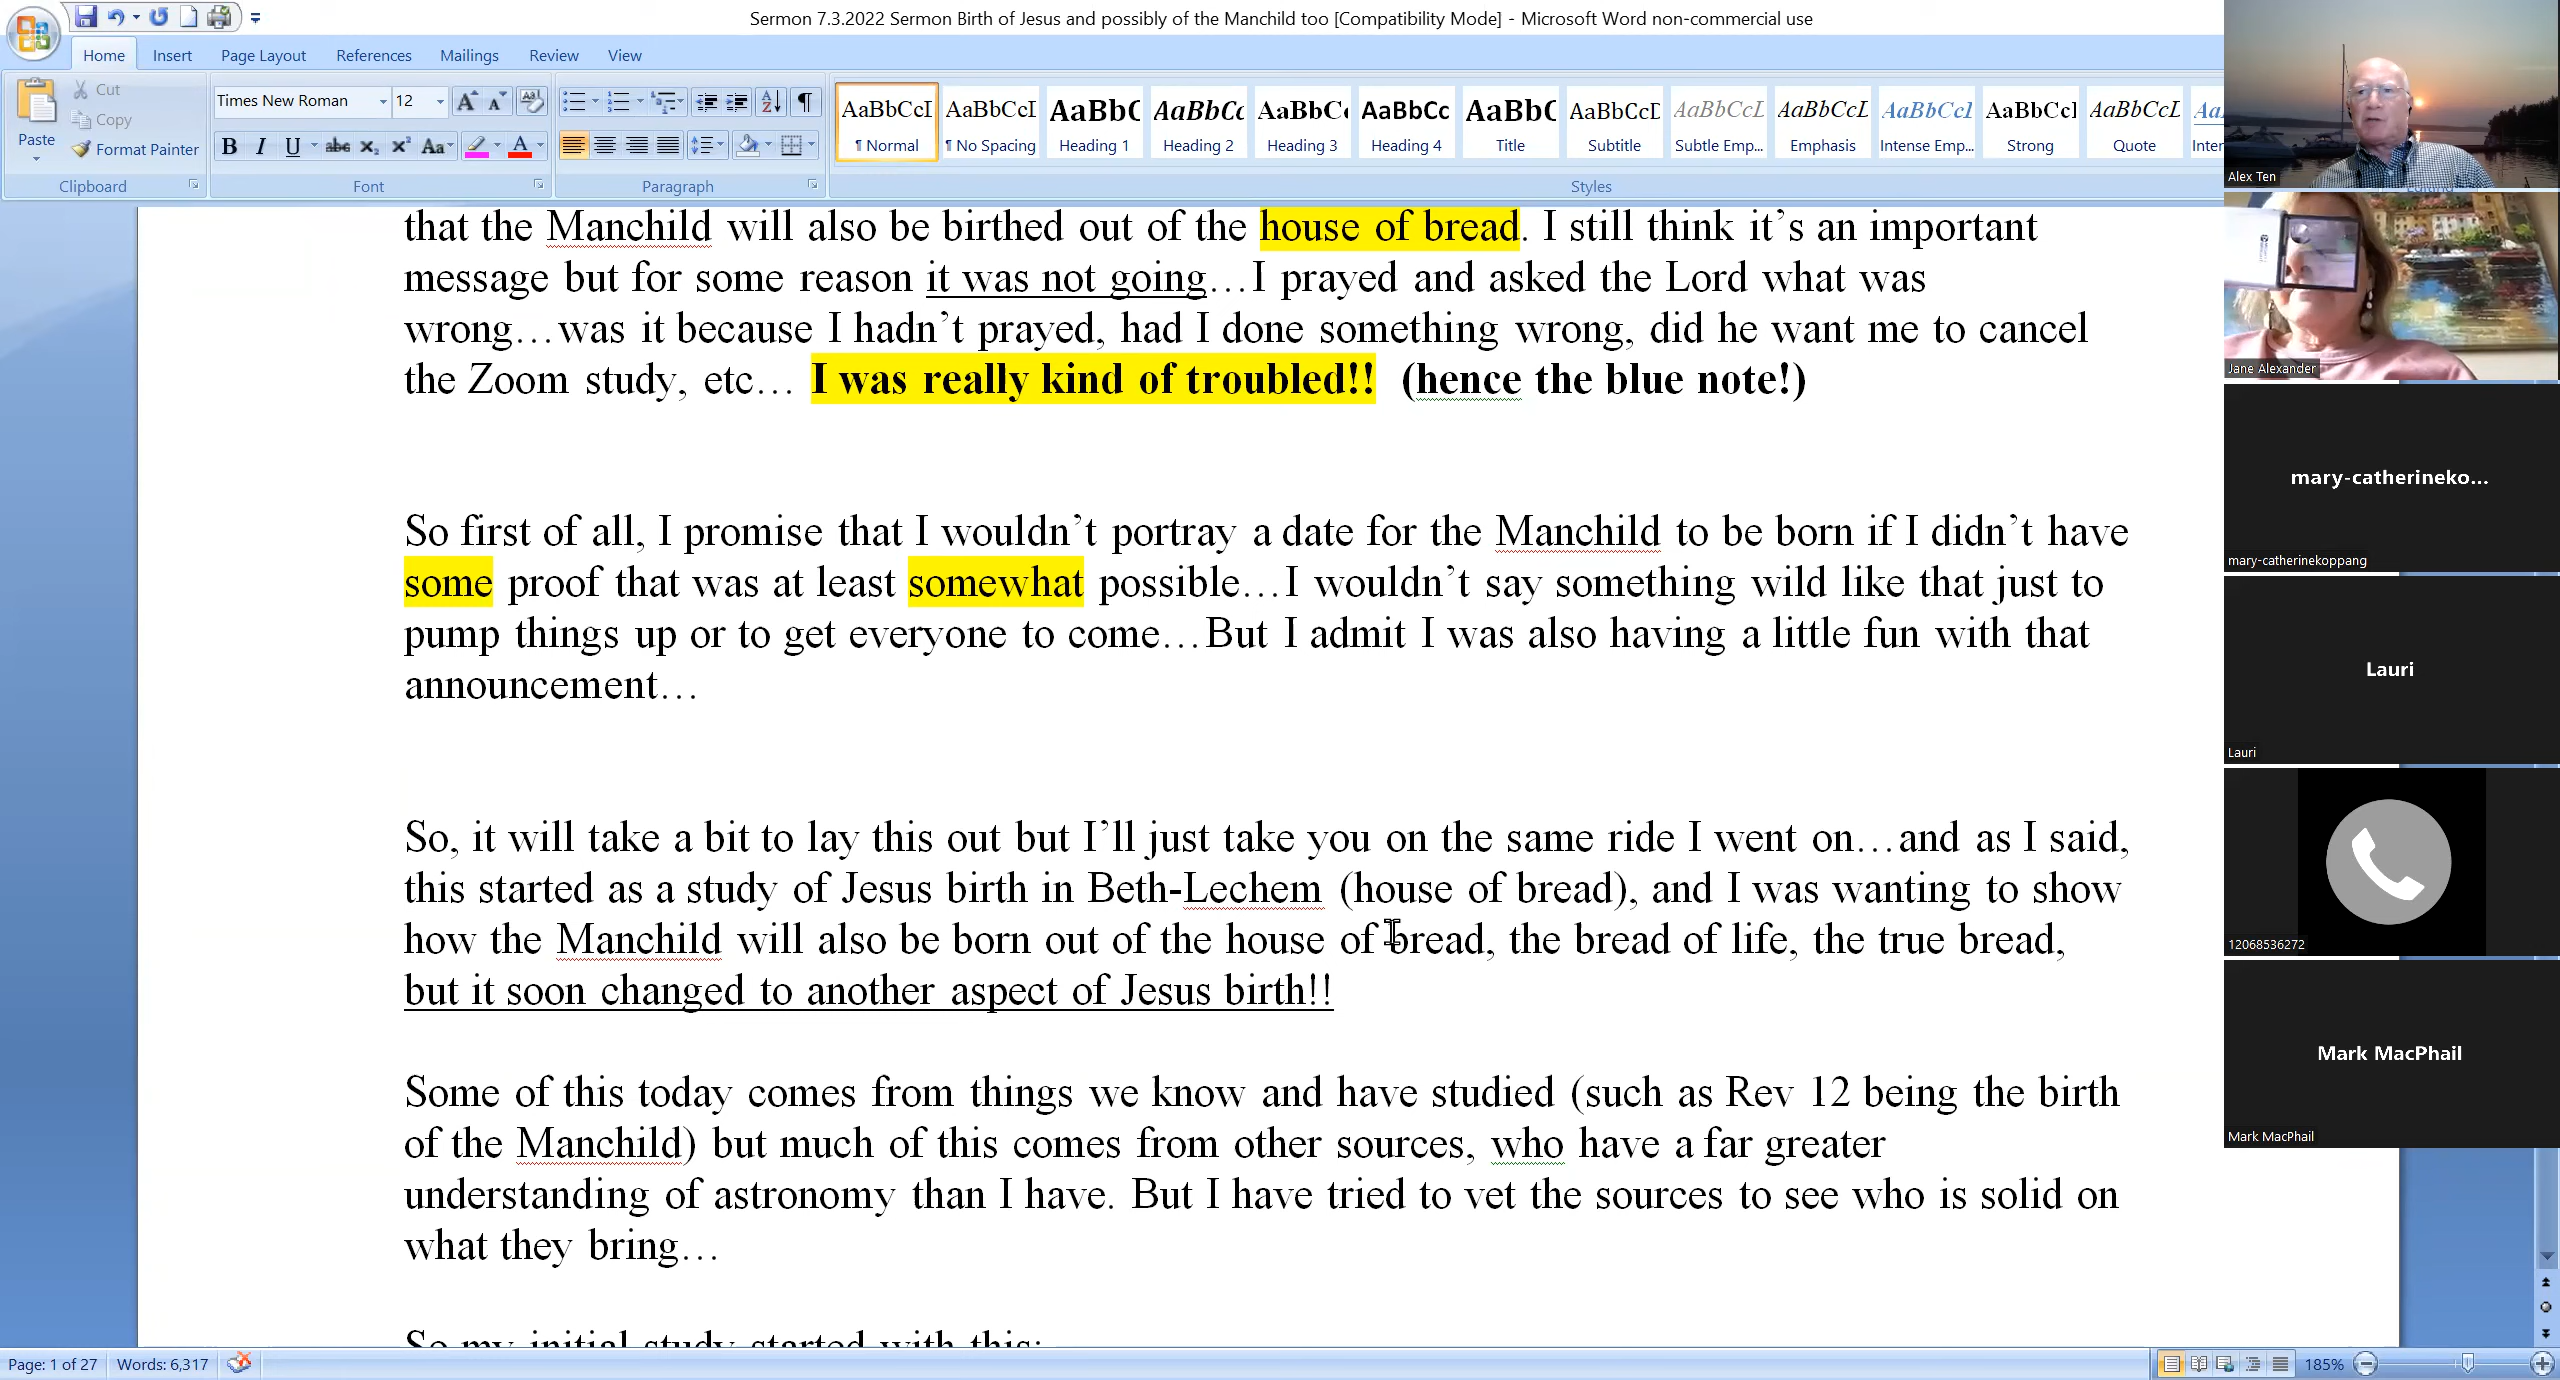 Sermon 7.3.2022 Sermon Birth of Jesus and possibly of the Manchild too [Compatibility Mode] - Microsoft Word non-commercial use
Home Insert Page Layout References Mailings Review View
Paste
Cut
Copy
Format Painter
Clipboard
Times New Roman 12
Font
Paragraph
AaBbCcI AaBbCcI AaBbC AaBbCc AaBbC AaBbCc AaBbC AaBbCcD AaBbCcL AaBbCcL AaBbCcI AaBbCcI AaBbCcL
¶ Normal ¶ No Spacing Heading 1 Heading 2 Heading 3 Heading 4 Title Subtitle Subtle Emp... Emphasis Intense Emp... Strong Quote
Styles
that the Manchild will also be birthed out of the house of bread. I still think it’s an important
message but for some reason it was not going…I prayed and asked the Lord what was
wrong…was it because I hadn’t prayed, had I done something wrong, did he want me to cancel
the Zoom study, etc… I was really kind of troubled!! (hence the blue note!)
So first of all, I promise that I wouldn’t portray a date for the Manchild to be born if I didn’t have
some proof that was at least somewhat possible…I wouldn’t say something wild like that just to
pump things up or to get everyone to come…But I admit I was also having a little fun with that
announcement…
So, it will take a bit to lay this out but I’ll just take you on the same ride I went on…and as I said,
this started as a study of Jesus birth in Beth-Lechem (house of bread), and I was wanting to show
how the Manchild will also be born out of the house of bread, the bread of life, the true bread,
but it soon changed to another aspect of Jesus birth!!
Some of this today comes from things we know and have studied (such as Rev 12 being the birth
of the Manchild) but much of this comes from other sources, who have a far greater
understanding of astronomy than I have. But I have tried to vet the sources to see who is solid on
what they bring…
So my initial study started with this:
Page: 1 of 27 Words: 6,317
185%
Alex Ten
Jane Alexander
mary-catherineko...
mary-catherinekoppang
Lauri
Lauri
12068536272
Mark MacPhail
Mark MacPhail